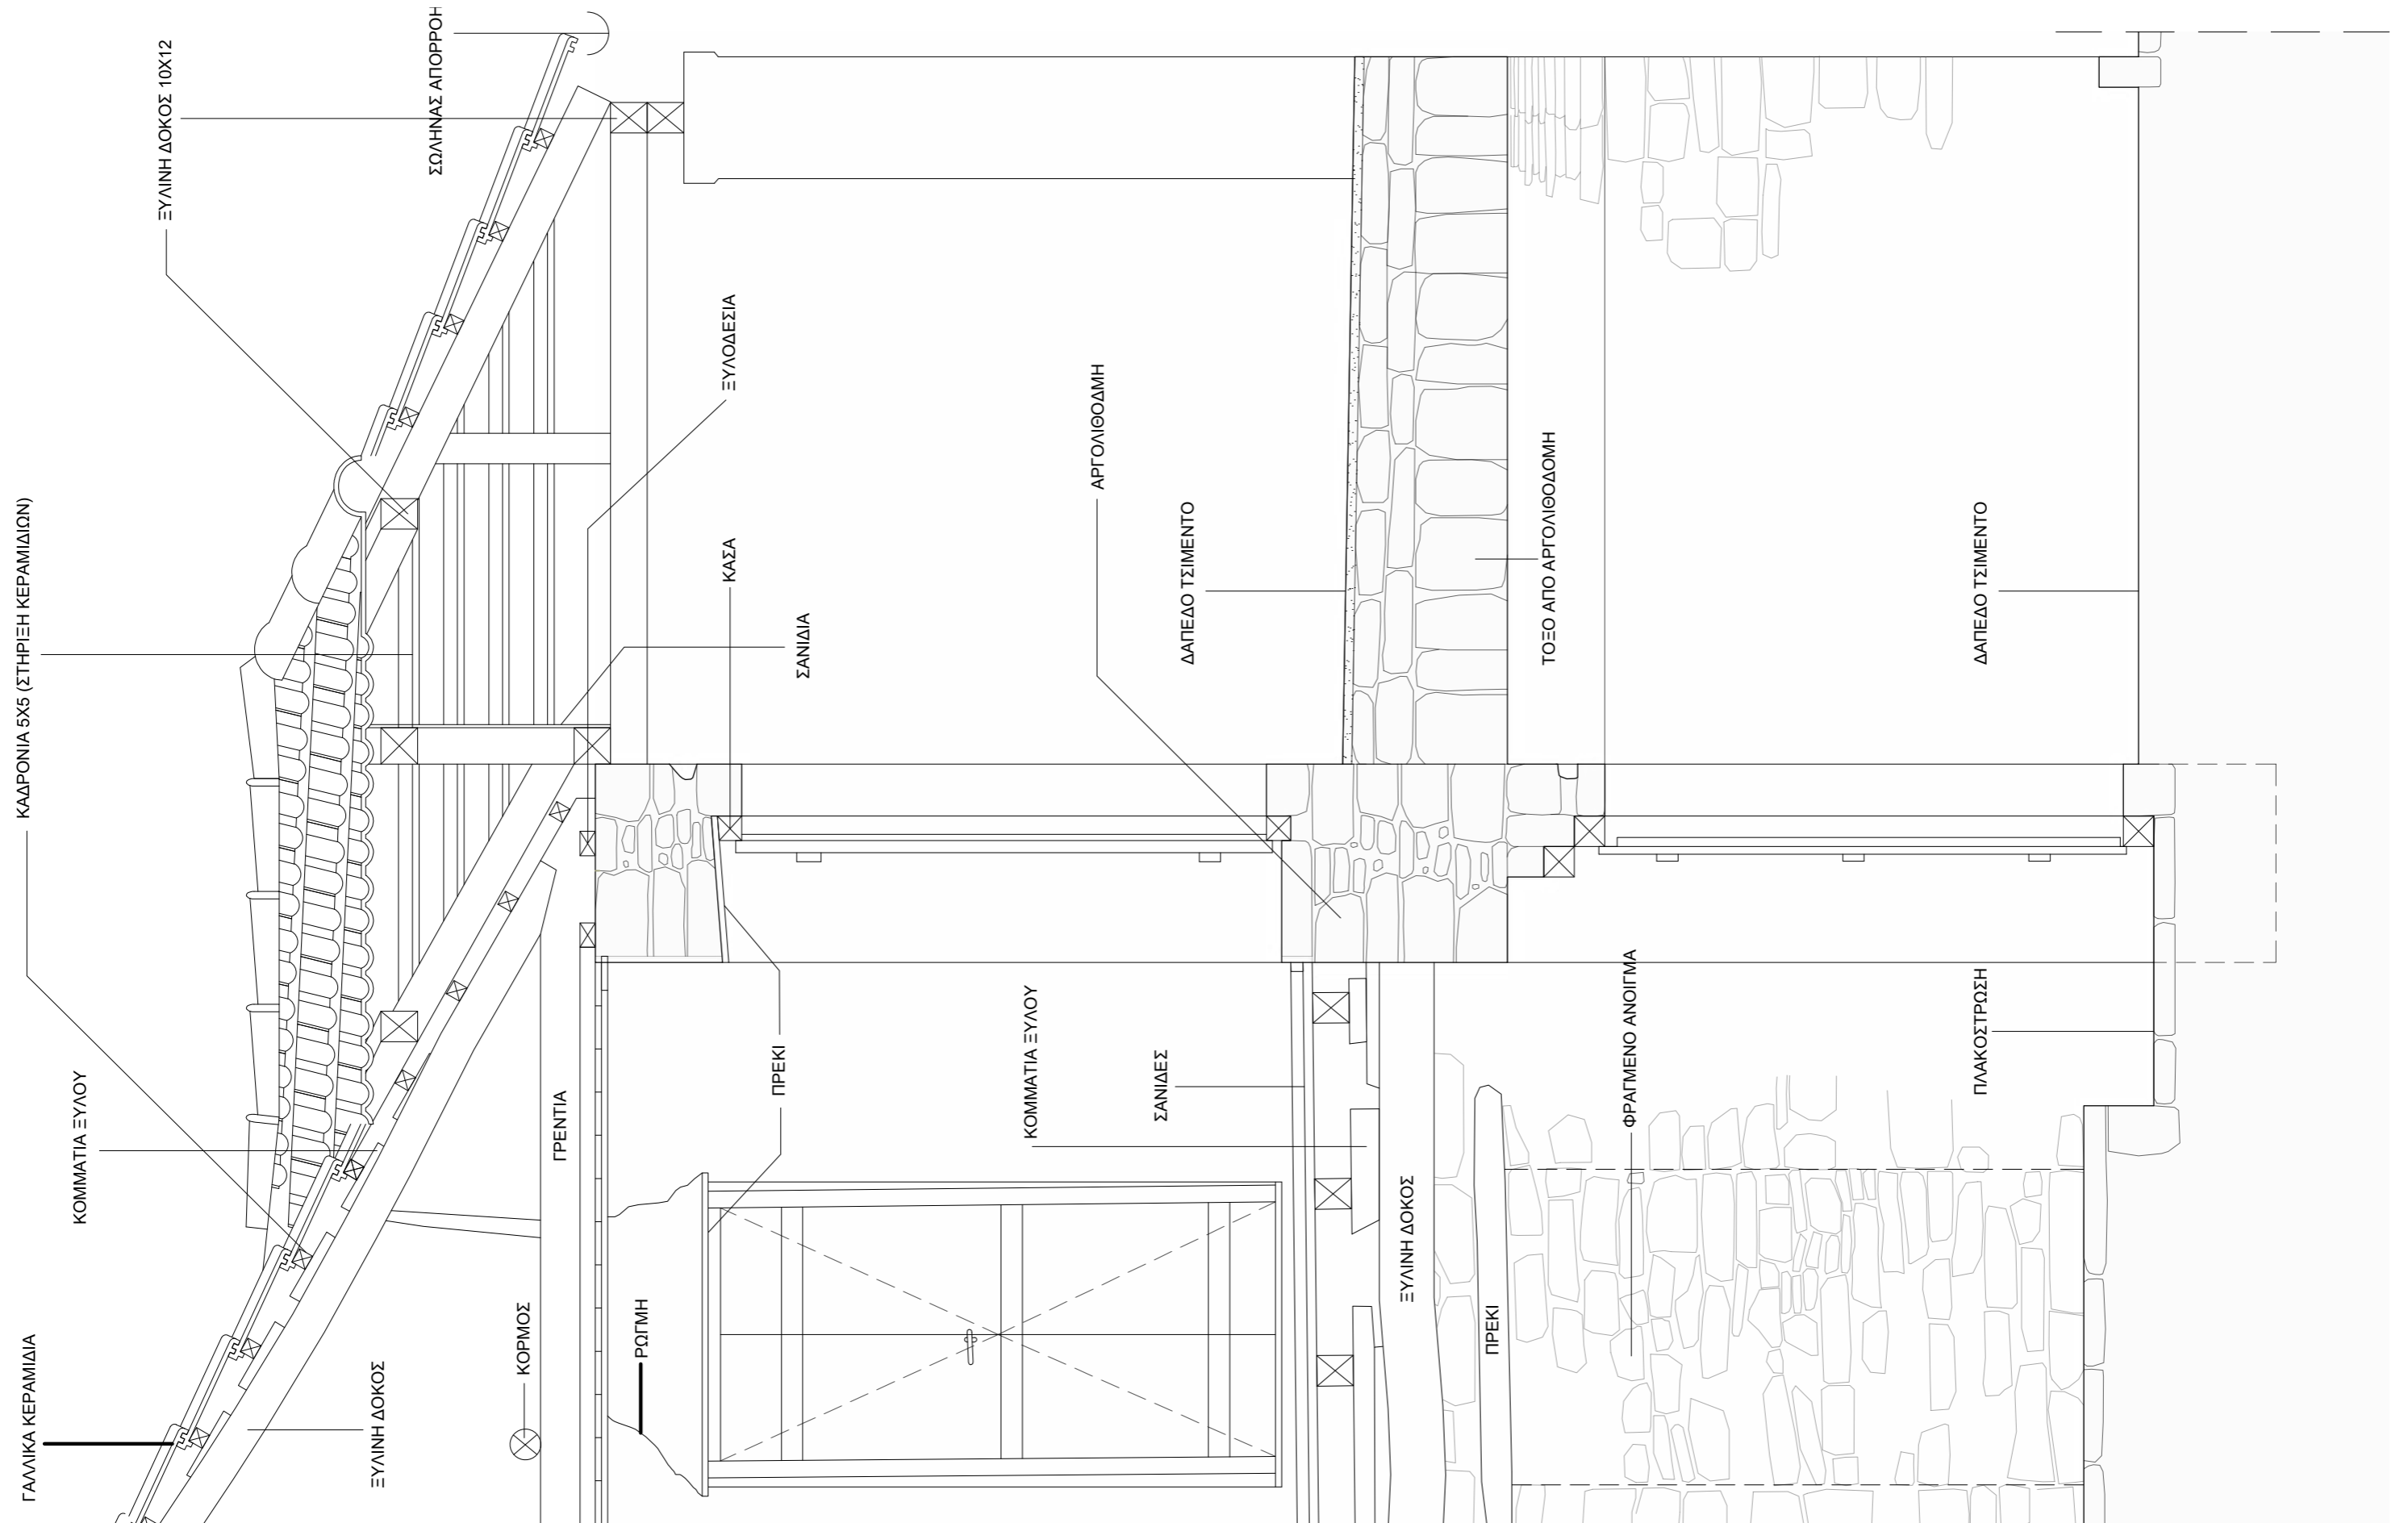 ΓΑΛΛΙΚΑ ΚΕΡΑΜΙΔΙΑ
ΚΑΔΡΟΝΙΑ 5Χ5 (ΣΤΗΡΙΞΗ ΚΕΡΑΜΙΔΙΩΝ)
ΚΟΜΜΑΤΙΑ ΞΥΛΟΥ
ΞΥΛΙΝΗ ΔΟΚΟΣ 10Χ12
ΞΥΛΙΝΗ ΔΟΚΟΣ
ΣΩΛΗΝΑΣ ΑΠΟΡΡΟΗ
ΚΟΡΜΟΣ
ΓΡΕΝΤΙΑ
ΡΩΓΜΗ
ΞΥΛΟΔΕΣΙΑ
ΚΑΣΑ
ΠΡΕΚΙ
ΣΑΝΙΔΙΑ
ΚΟΜΜΑΤΙΑ ΞΥΛΟΥ
ΑΡΓΟΛΙΘΟΔΜΗ
ΣΑΝΙΔΕΣ
ΔΑΠΕΔΟ ΤΣΙΜΕΝΤΟ
ΞΥΛΙΝΗ ΔΟΚΟΣ
ΠΡΕΚΙ
ΤΟΞΟ ΑΠΟ ΑΡΓΟΛΙΘΟΔΟΜΗ
ΦΡΑΓΜΕΝΟ ΑΝΟΙΓΜΑ
ΠΛΑΚΟΣΤΡΩΣΗ
ΔΑΠΕΔΟ ΤΣΙΜΕΝΤΟ